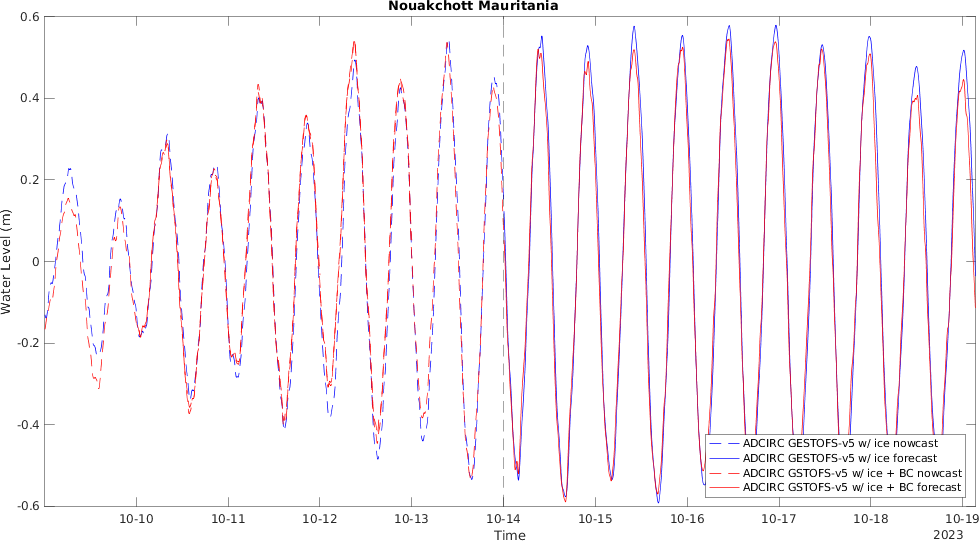 Nouakchott Mauritania
0.6
0.4
0.2
0
-0.2
-0.4
-0.6
Water Level (m)
ADCIRC GESTOFS-v5 w/ ice nowcast
ADCIRC GESTOFS-v5 w/ ice forecast
ADCIRC GSTOFS-v5 w/ ice + BC nowcast
ADCIRC GSTOFS-v5 w/ ice + BC forecast
10-10 10-11 10-12 10-13 10-14 10-15 10-16 10-17 10-18 10-19
Time 2023